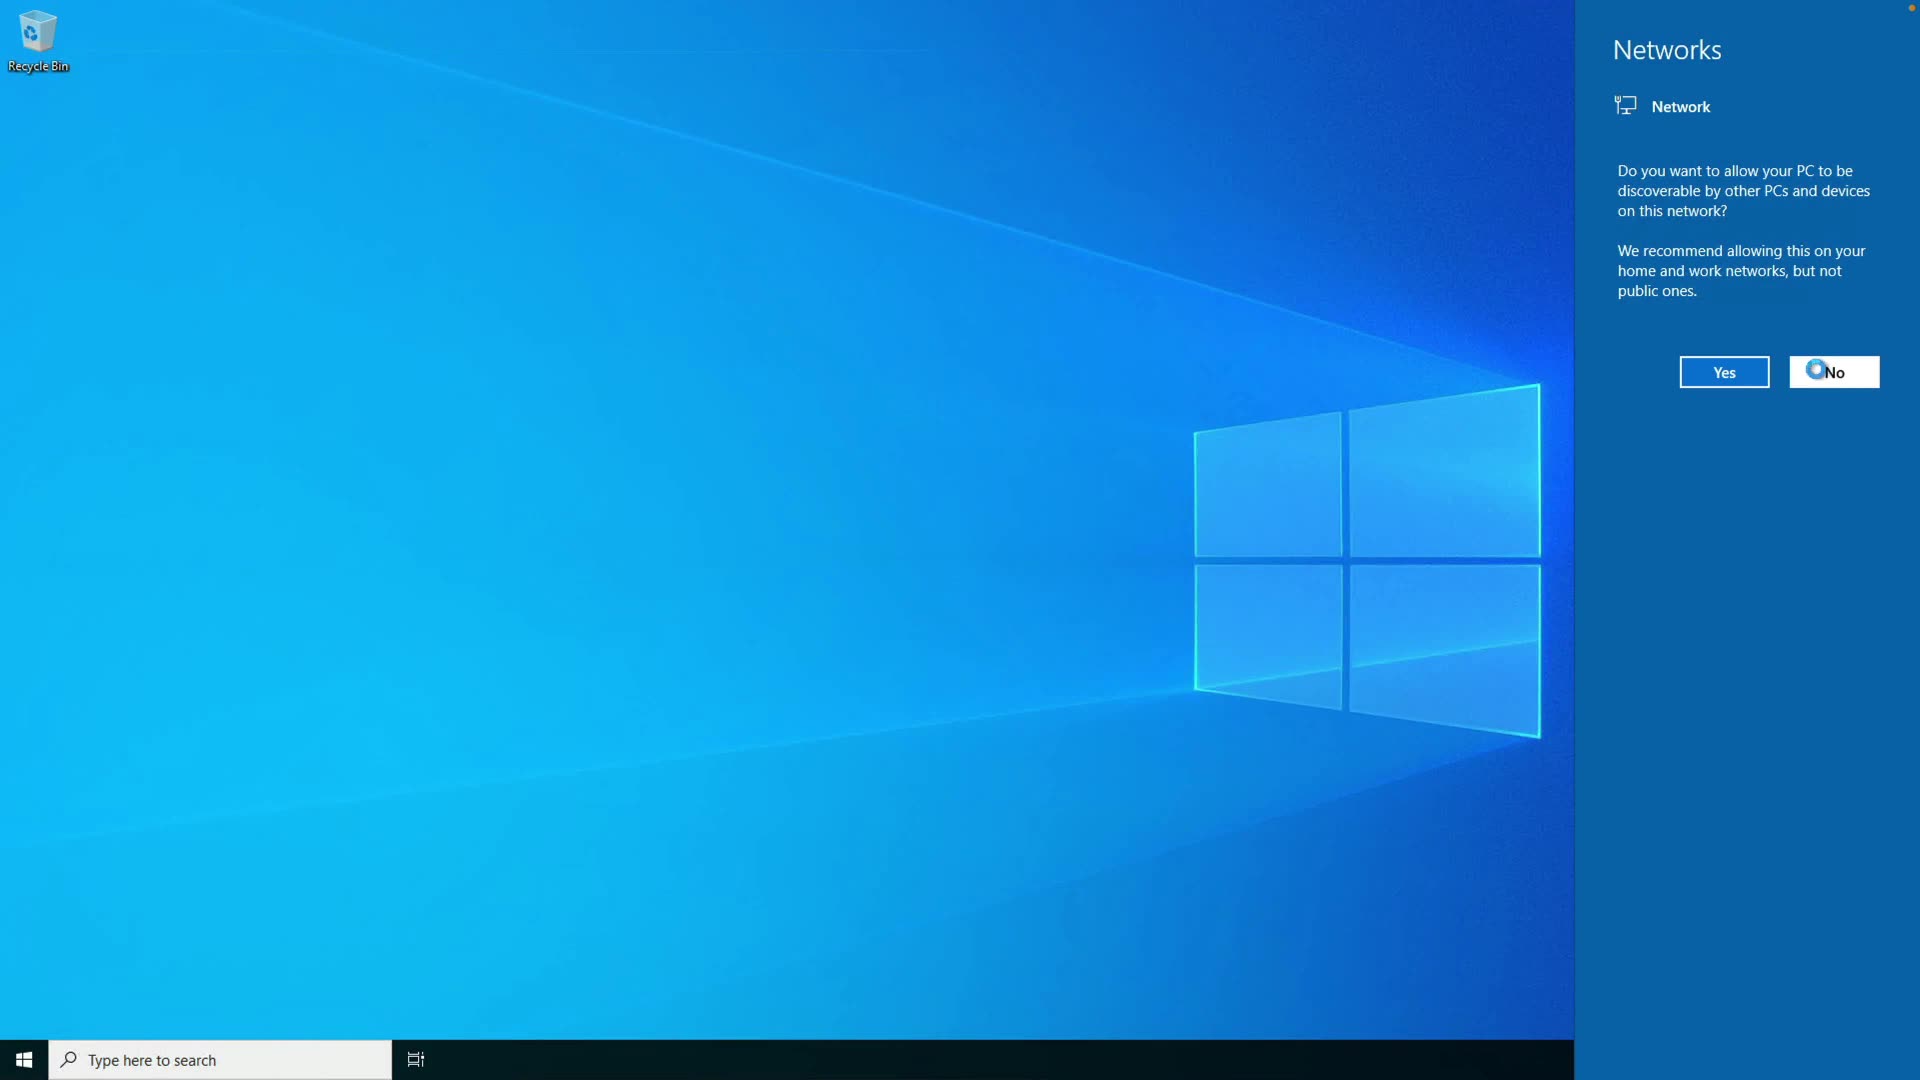 Recycle Bin
Networks
Network
Do you want to allow your PC to be
discoverable by other PCs and devices
on this network?
We recommend allowing this on your
home and work networks, but not
public ones.
Yes
No
Type here to search